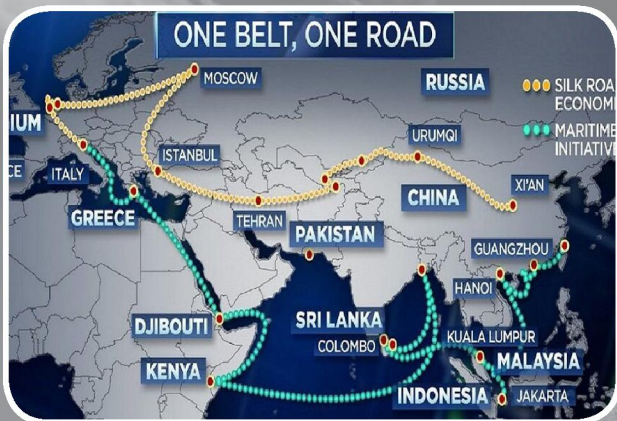 ONE BELT, ONE ROAD
MOSCOW
RUSSIA
SILK ROA
ECONOMI
MARITIME
INITIATIVE
IUM
URUMQI
ISTANBUL
CE
ITALY
XI'AN
CHINA
GREECE
TEHRAN
PAKISTAN
GUANGZHOU
HANOI
DJIBOUTI
SRI LANKA
COLOMBO
KUALA LUMPUR
MALAYSIA
KENYA
INDONESIA
JAKARTA